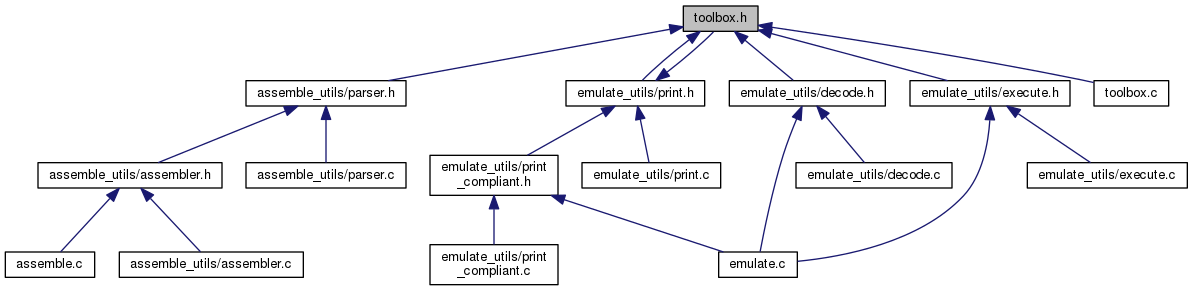 toolbox.h
assemble_utils/parser.h
emulate_utils/print.h
emulate_utils/decode.h
emulate_utils/execute.h
toolbox.c
assemble_utils/assembler.h
assemble_utils/parser.c
emulate_utils/print
_compliant.h
emulate_utils/print.c
emulate_utils/decode.c
emulate_utils/execute.c
assemble.c
assemble_utils/assembler.c
emulate_utils/print
_compliant.c
emulate.c